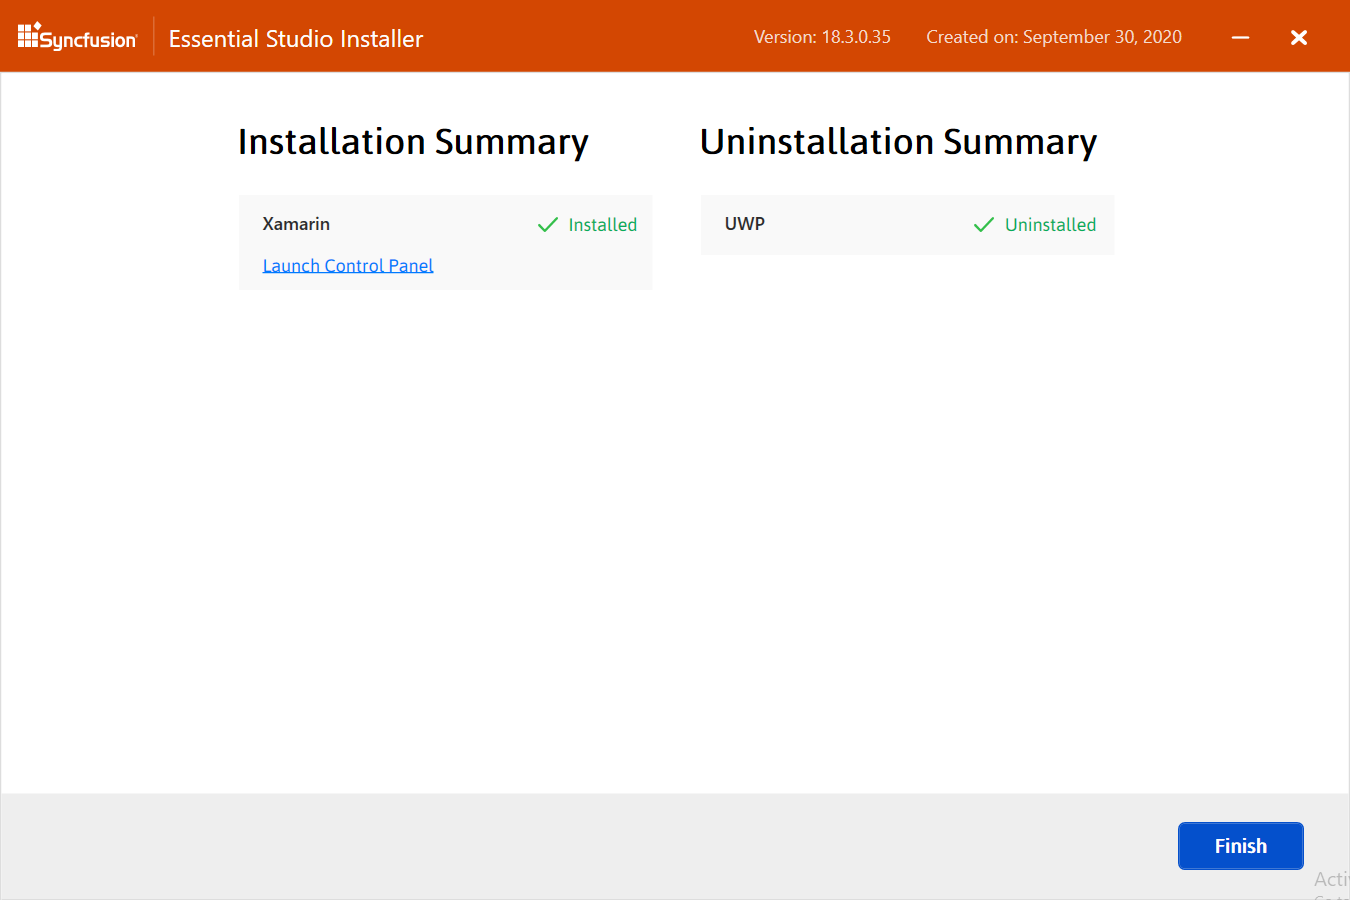 Syncfusion
Essential Studio Installer
Version: 18.3.0.35
Created on: September 30, 2020
Installation Summary
Xamarin
Installed
Launch Control Panel
Uninstallation Summary
UWP
Uninstalled
Finish